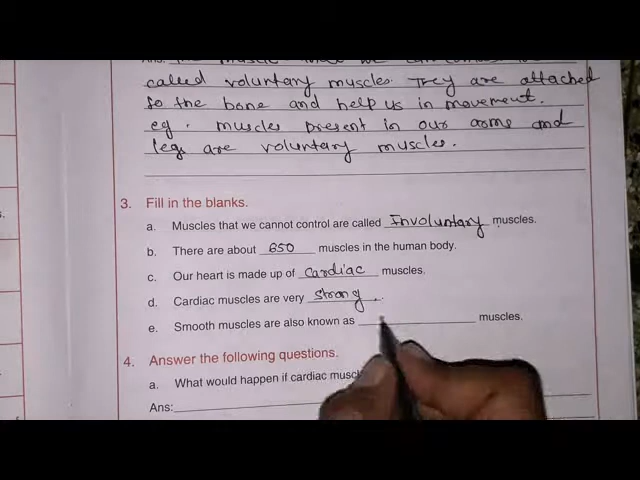 called voluntary muscles. They are attached
to the bone and help us in movement.
eg. muscles present in our arms and
legs are voluntary muscles.
3. Fill in the blanks.
a. Muscles that we cannot control are called Involuntary muscles.
b. There are about 650 muscles in the human body.
c. Our heart is made up of cardiac muscles.
d. Cardiac muscles are very strong.
e. Smooth muscles are also known as ____________ muscles.
4. Answer the following questions.
a. What would happen if cardiac
Ans: